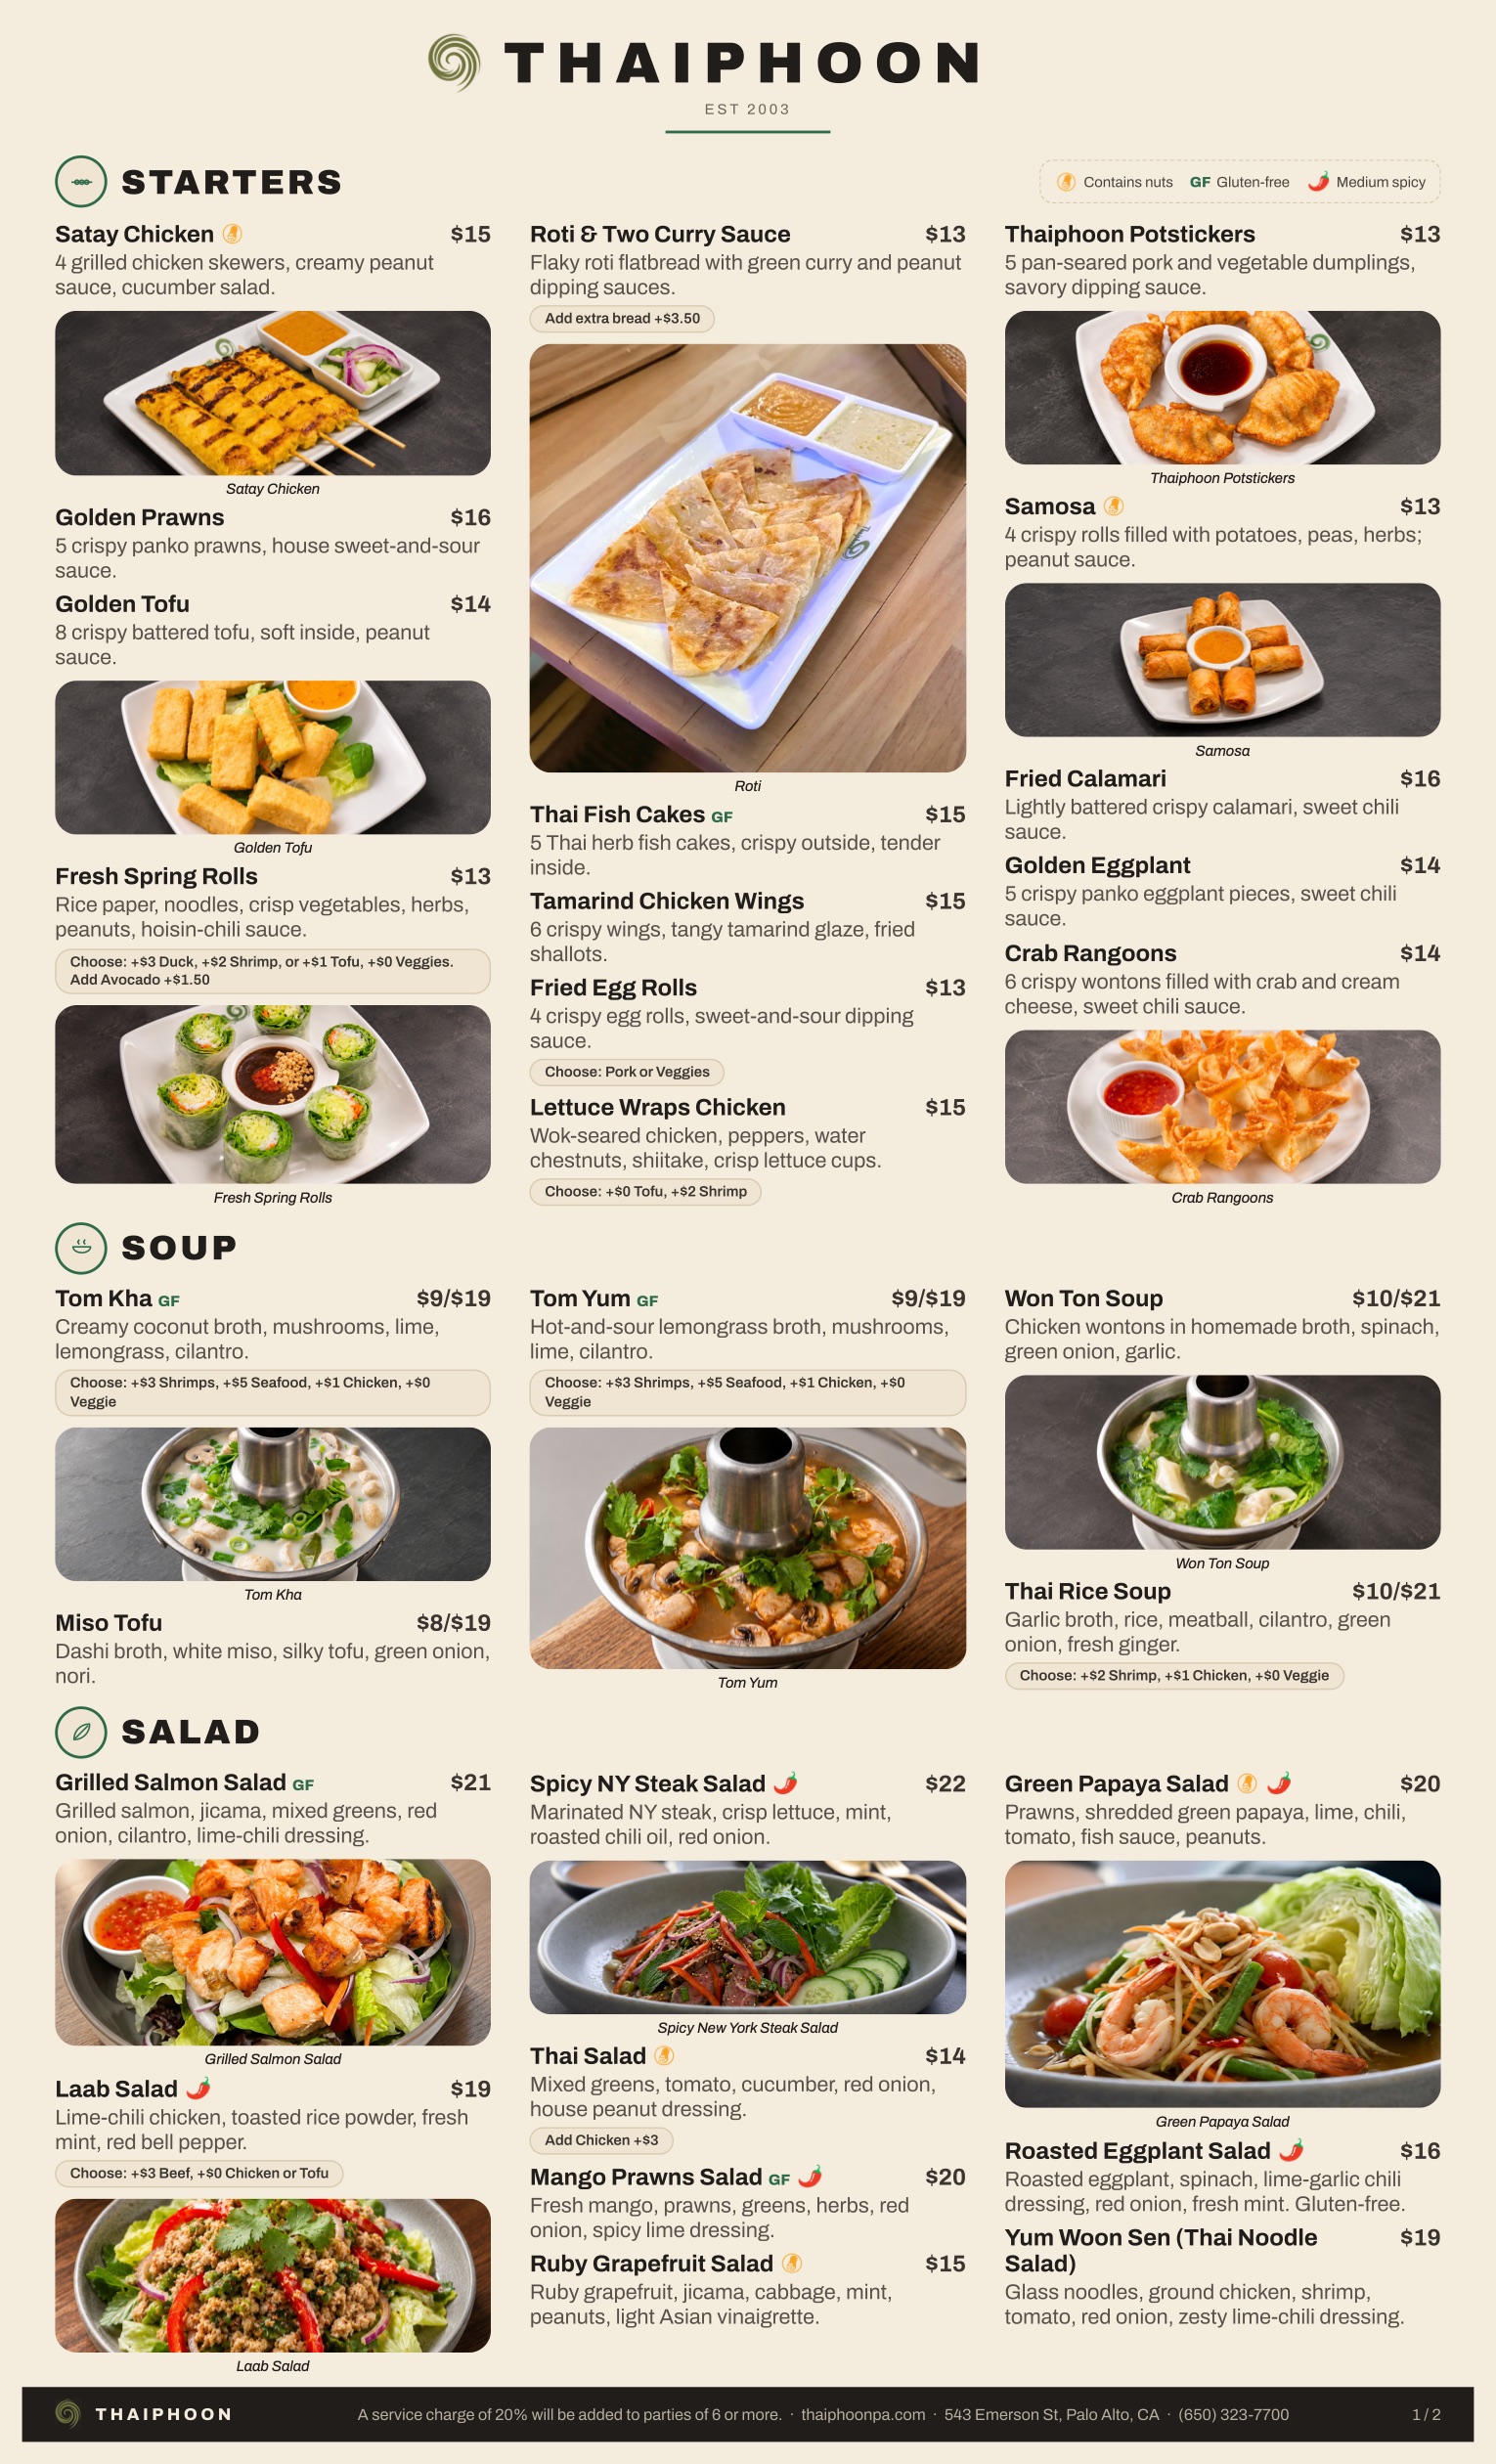 THAIPHOON
EST 2003
STARTERS
Contains nuts GF Gluten-free Medium spicy
Satay Chicken $15
4 grilled chicken skewers, creamy peanut
sauce, cucumber salad.
Satay Chicken
Golden Prawns $16
5 crispy panko prawns, house sweet-and-sour
sauce.
Golden Tofu $14
8 crispy battered tofu, soft inside, peanut
sauce.
Golden Tofu
Fresh Spring Rolls $13
Rice paper, noodles, crisp vegetables, herbs,
peanuts, hoisin-chili sauce.
Choose: +$3 Duck, +$2 Shrimp, or +$1 Tofu, +$0 Veggies.
Add Avocado +$1.50
Fresh Spring Rolls
Roti & Two Curry Sauce $13
Flaky roti flatbread with green curry and peanut
dipping sauces.
Add extra bread +$3.50
Roti
Thai Fish Cakes GF $15
5 Thai herb fish cakes, crispy outside, tender
inside.
Tamarind Chicken Wings $15
6 crispy wings, tangy tamarind glaze, fried
shallots.
Fried Egg Rolls $13
4 crispy egg rolls, sweet-and-sour dipping
sauce.
Choose: Pork or Veggies
Lettuce Wraps Chicken $15
Wok-seared chicken, peppers, water
chestnuts, shiitake, crisp lettuce cups.
Choose: +$0 Tofu, +$2 Shrimp
Thaiphoon Potstickers $13
5 pan-seared pork and vegetable dumplings,
savory dipping sauce.
Thaiphoon Potstickers
Samosa $13
4 crispy rolls filled with potatoes, peas, herbs;
peanut sauce.
Samosa
Fried Calamari $16
Lightly battered crispy calamari, sweet chili
sauce.
Golden Eggplant $14
5 crispy panko eggplant pieces, sweet chili
sauce.
Crab Rangoons $14
6 crispy wontons filled with crab and cream
cheese, sweet chili sauce.
Crab Rangoons
SOUP
Tom Kha GF $9/$19
Creamy coconut broth, mushrooms, lime,
lemongrass, cilantro.
Choose: +$3 Shrimps, +$5 Seafood, +$1 Chicken, +$0
Veggie
Tom Kha
Miso Tofu $8/$19
Dashi broth, white miso, silky tofu, green onion,
nori.
Tom Yum GF $9/$19
Hot-and-sour lemongrass broth, mushrooms,
lime, cilantro.
Choose: +$3 Shrimps, +$5 Seafood, +$1 Chicken, +$0
Veggie
Tom Yum
Won Ton Soup $10/$21
Chicken wontons in homemade broth, spinach,
green onion, garlic.
Won Ton Soup
Thai Rice Soup $10/$21
Garlic broth, rice, meatball, cilantro, green
onion, fresh ginger.
Choose: +$2 Shrimp, +$1 Chicken, +$0 Veggie
SALAD
Grilled Salmon Salad GF $21
Grilled salmon, jicama, mixed greens, red
onion, cilantro, lime-chili dressing.
Grilled Salmon Salad
Laab Salad $19
Lime-chili chicken, toasted rice powder, fresh
mint, red bell pepper.
Choose: +$3 Beef, +$0 Chicken or Tofu
Laab Salad
Spicy NY Steak Salad $22
Marinated NY steak, crisp lettuce, mint,
roasted chili oil, red onion.
Spicy New York Steak Salad
Thai Salad $14
Mixed greens, tomato, cucumber, red onion,
house peanut dressing.
Add Chicken +$3
Mango Prawns Salad GF $20
Fresh mango, prawns, greens, herbs, red
onion, spicy lime dressing.
Ruby Grapefruit Salad $15
Ruby grapefruit, jicama, cabbage, mint,
peanuts, light Asian vinaigrette.
Green Papaya Salad $20
Prawns, shredded green papaya, lime, chili,
tomato, fish sauce, peanuts.
Green Papaya Salad
Roasted Eggplant Salad $16
Roasted eggplant, spinach, lime-garlic chili
dressing, red onion, fresh mint. Gluten-free.
Yum Woon Sen (Thai Noodle $19
Salad)
Glass noodles, ground chicken, shrimp,
tomato, red onion, zesty lime-chili dressing.
THAIPHOON A service charge of 20% will be added to parties of 6 or more. · thaiphoonpa.com · 543 Emerson St, Palo Alto, CA · (650) 323-7700 1 / 2